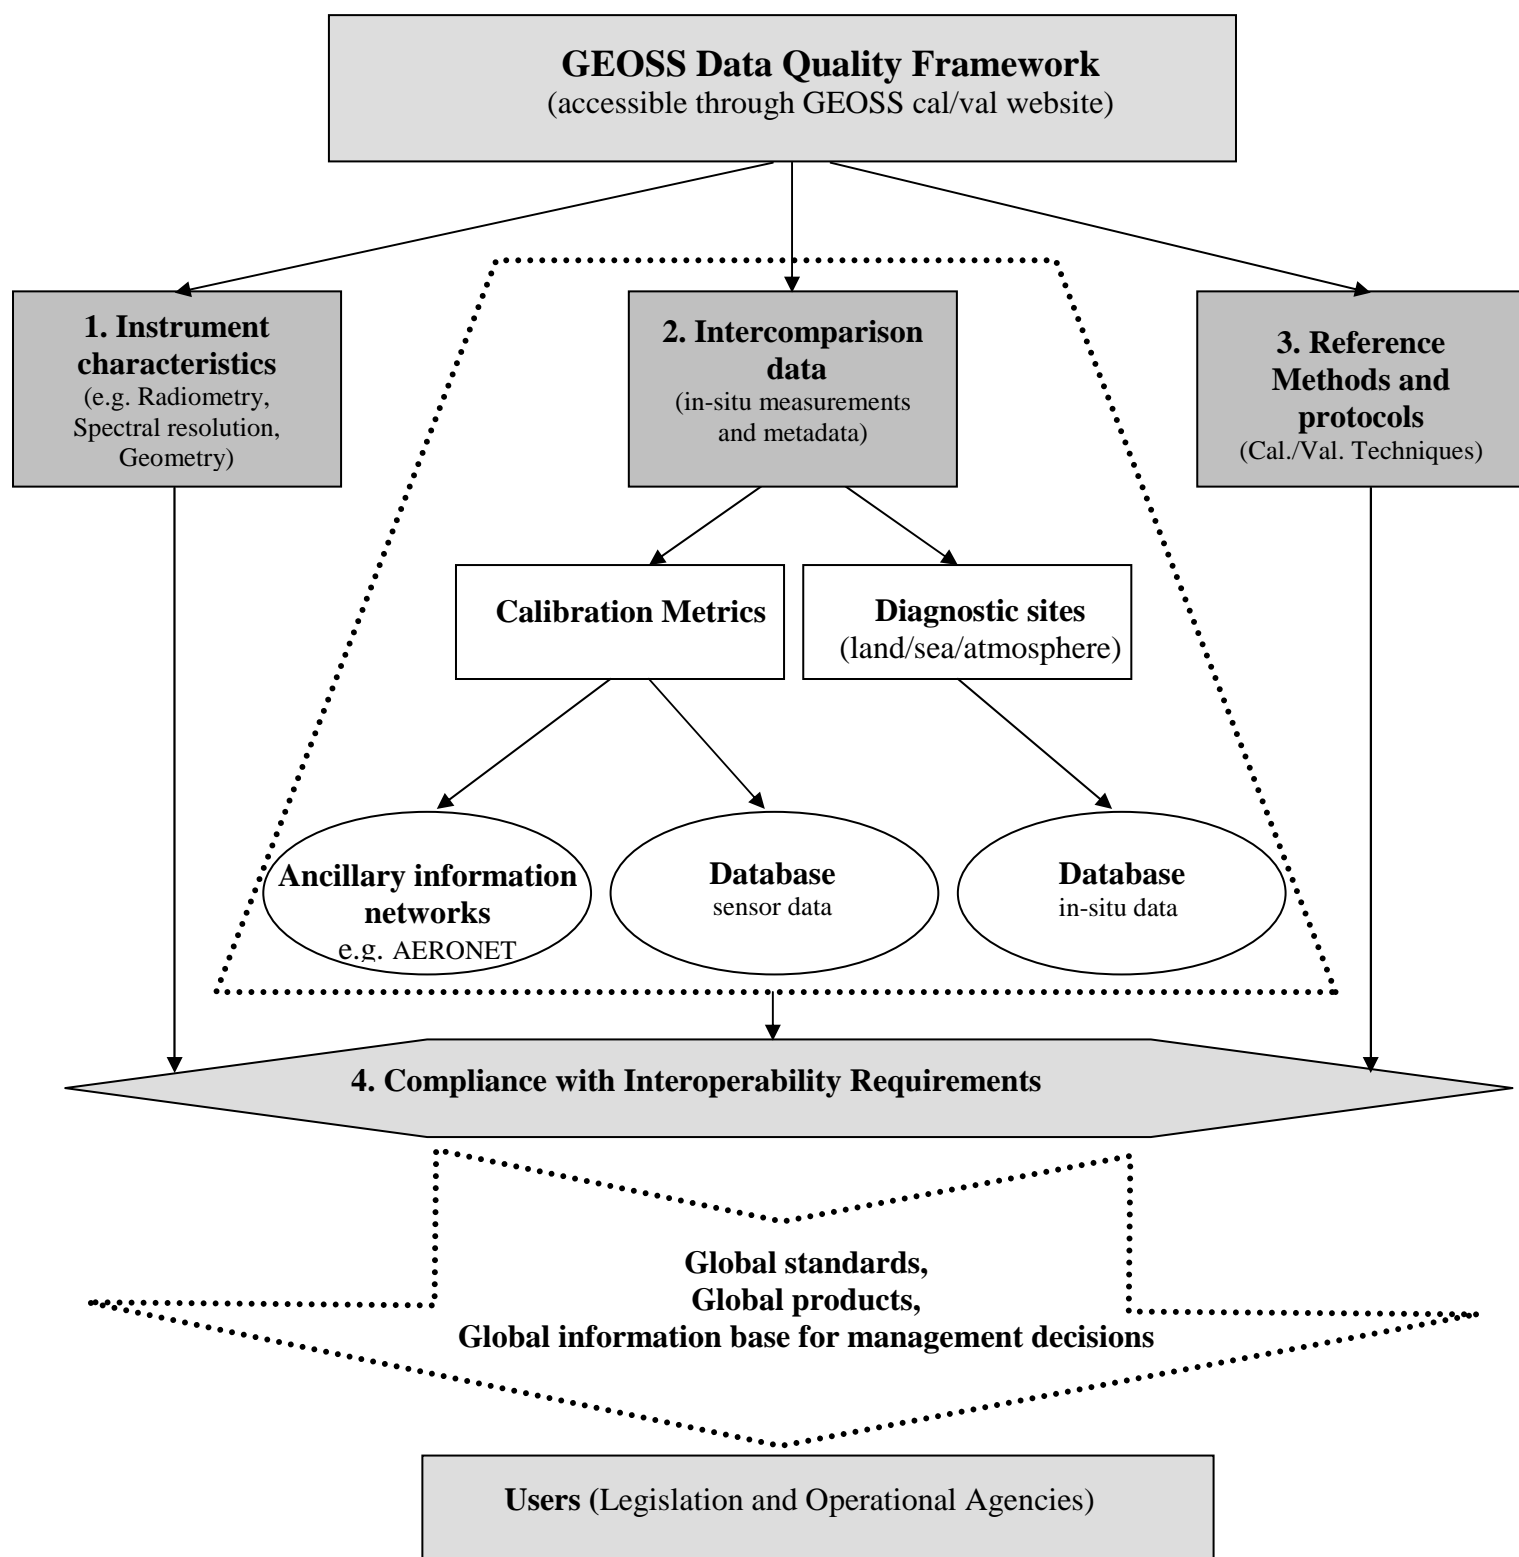 GEOSS Data Quality Framework
(accessible through GEOSS cal/val website)
1. Instrument
characteristics
(e.g. Radiometry,
Spectral resolution,
Geometry)
2. Intercomparison
data
(in-situ measurements
and metadata)
3. Reference
Methods and
protocols
(Cal./Val. Techniques)
Calibration Metrics
Diagnostic sites
(land/sea/atmosphere)
Ancillary information
networks
e.g. AERONET
Database
sensor data
Database
in-situ data
4. Compliance with Interoperability Requirements
Global standards,
Global products,
Global information base for management decisions
Users (Legislation and Operational Agencies)